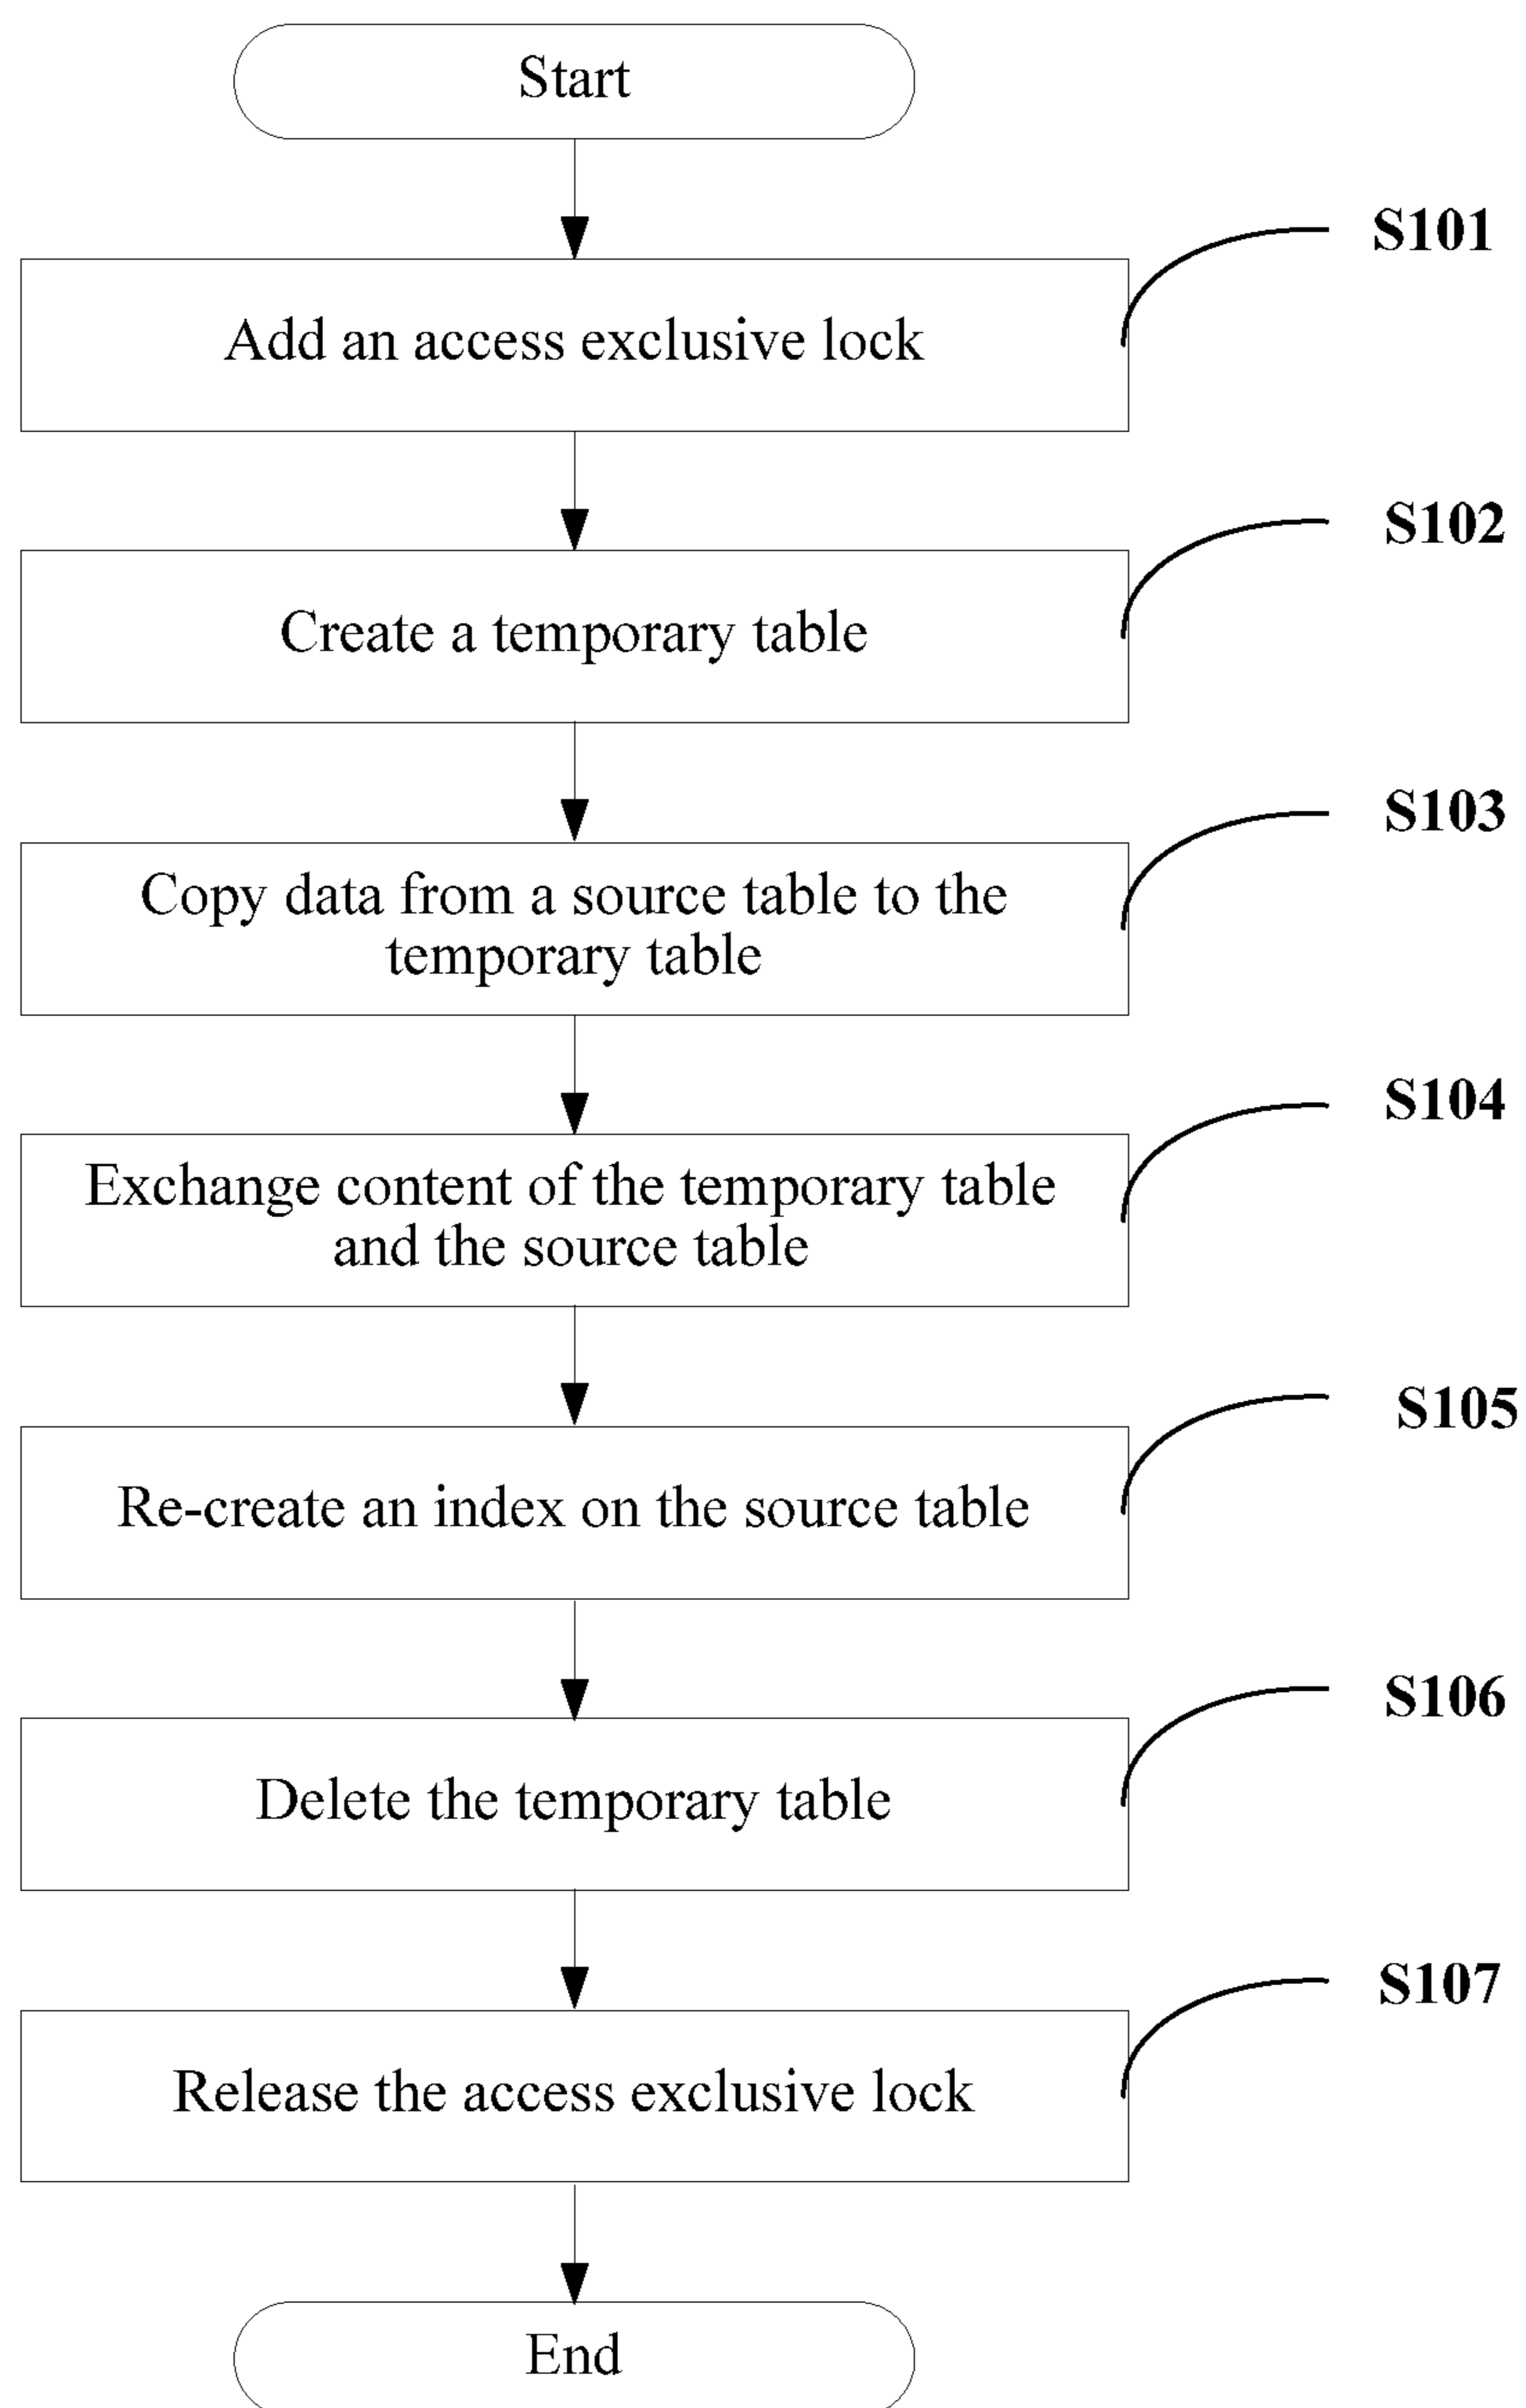 Start
S101
Add an access exclusive lock
S102
Create a temporary table
S103
Copy data from a source table to the
temporary table
S104
Exchange content of the temporary table
and the source table
S105
Re-create an index on the source table
S106
Delete the temporary table
S107
Release the access exclusive lock
End